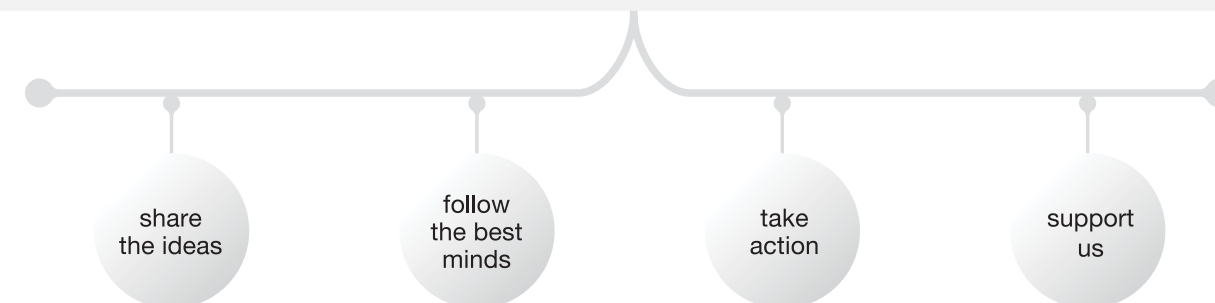 share
the ideas
follow
the best
minds
take
action
support
us